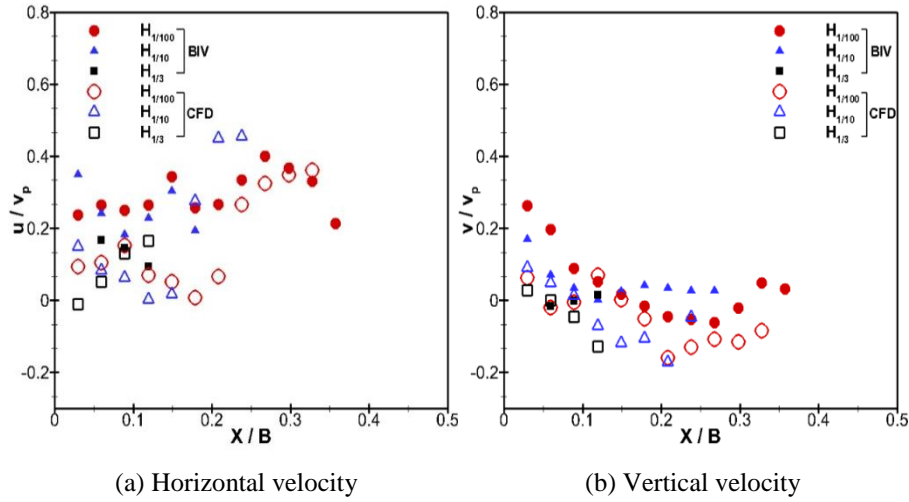 0.8
0.6
0.4
0.2
0
-0.2
u / v_p
H_1/100
H_1/10
H_1/3
BIV
H_1/100
H_1/10
H_1/3
CFD
0 0.1 0.2 0.3 0.4 0.5
X / B
(a) Horizontal velocity
0.8
0.6
0.4
0.2
0
-0.2
v / v_p
H_1/100
H_1/10
H_1/3
BIV
H_1/100
H_1/10
H_1/3
CFD
0 0.1 0.2 0.3 0.4 0.5
X / B
(b) Vertical velocity